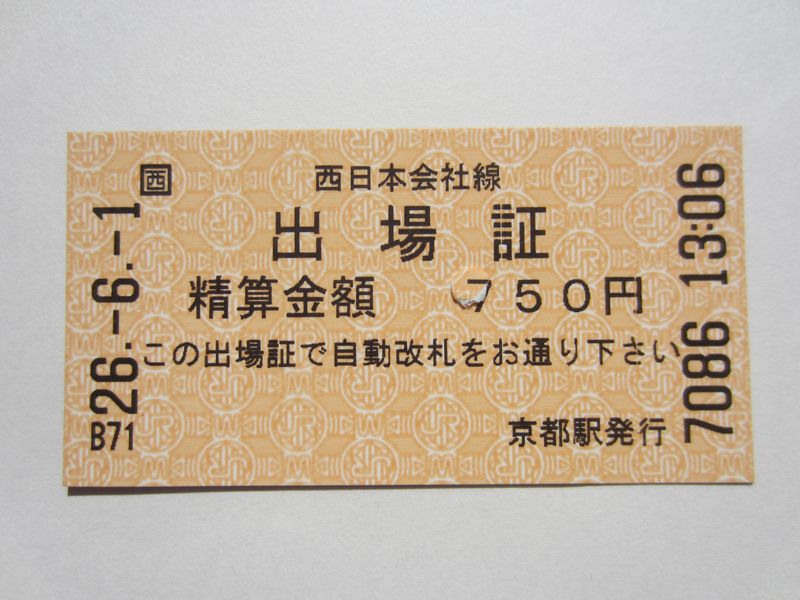 西 西日本会社線
出場証
精算金額 750円
この出場証で自動改札をお通り下さい
京都駅発行
26.-6.-1
B71
7086 13:06